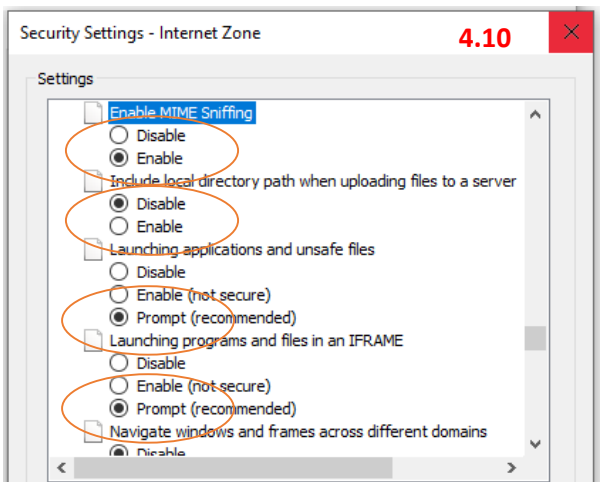 Security Settings - Internet Zone
4.10
Settings
Enable MIME Sniffing
Disable
Enable
Include local directory path when uploading files to a server
Disable
Enable
Launching applications and unsafe files
Disable
Enable (not secure)
Prompt (recommended)
Launching programs and files in an IFRAME
Disable
Enable (not secure)
Prompt (recommended)
Navigate windows and frames across different domains
Disable